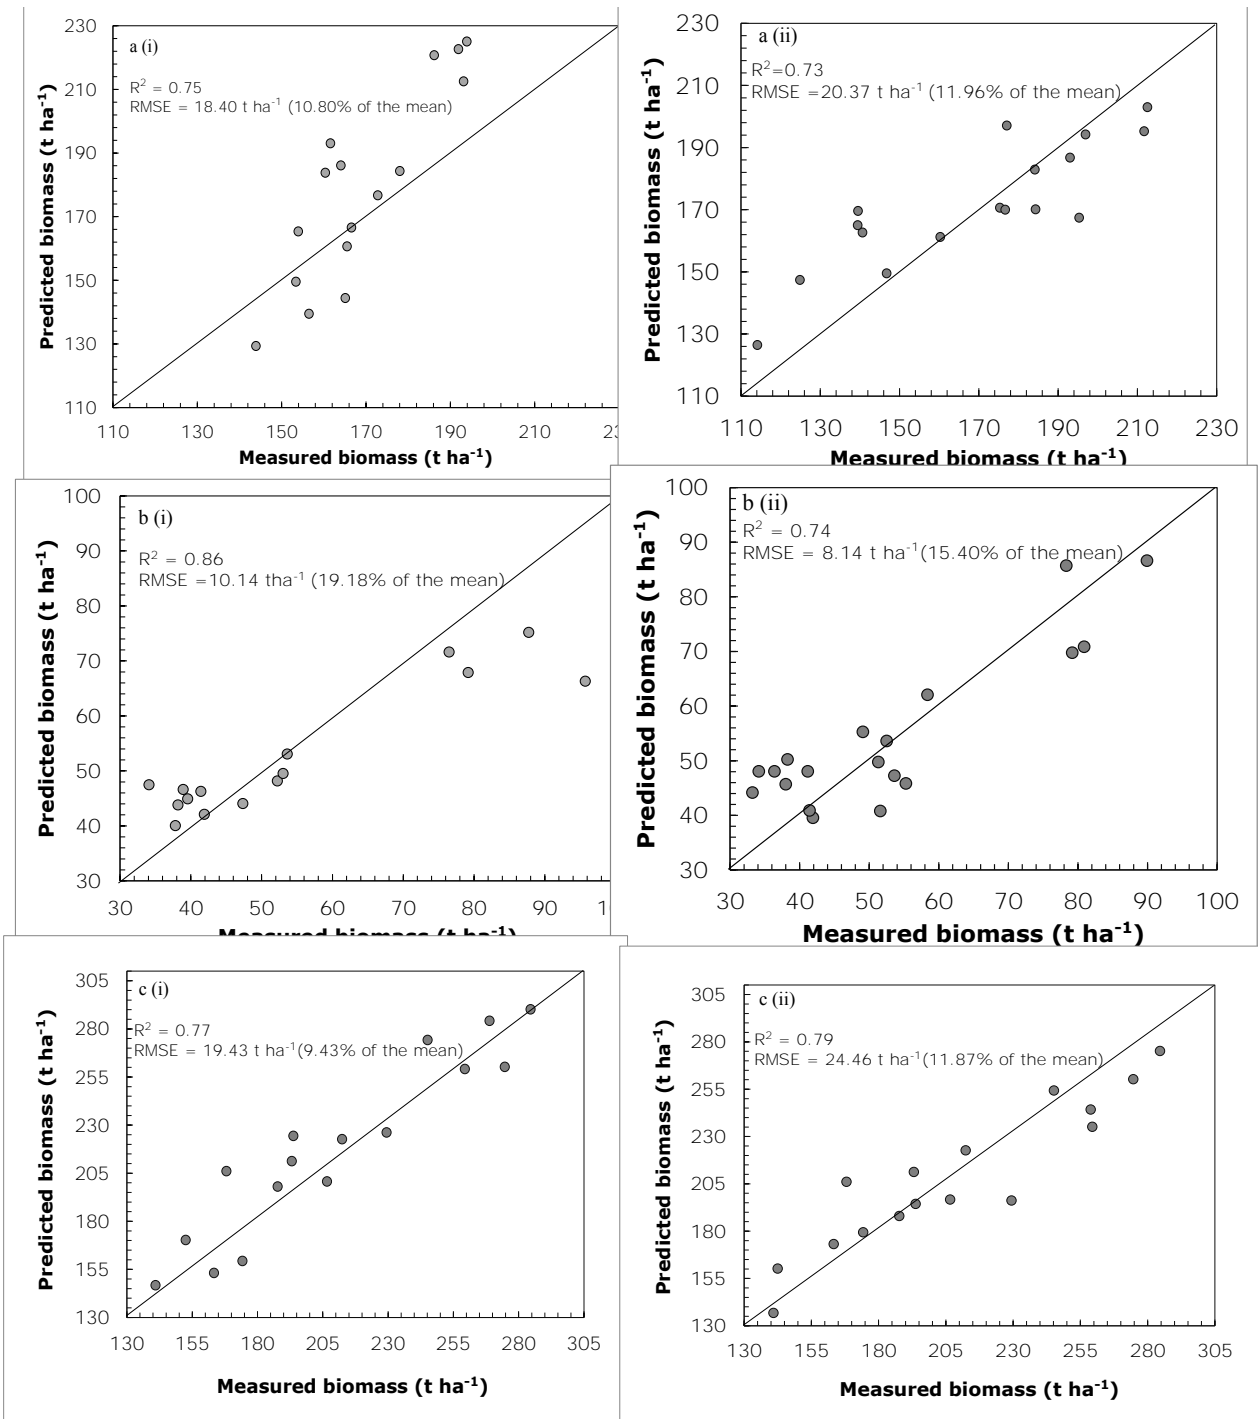 a (i)
R² = 0.75
RMSE = 18.40 t ha⁻¹ (10.80% of the mean)
Predicted biomass (t ha⁻¹)
230
210
190
170
150
130
110
110 130 150 170 190 210
Measured biomass (t ha⁻¹)
a (ii)
R²=0.73
RMSE =20.37 t ha⁻¹ (11.96% of the mean)
Predicted biomass (t ha⁻¹)
230
210
190
170
150
130
110
110 130 150 170 190 210 230
Measured biomass (t ha⁻¹)
b (i)
R² = 0.86
RMSE =10.14 tha⁻¹ (19.18% of the mean)
Predicted biomass (t ha⁻¹)
100
90
80
70
60
50
40
30
30 40 50 60 70 80 90
Measured biomass (t ha⁻¹)
b (ii)
R² = 0.74
RMSE = 8.14 t ha⁻¹(15.40% of the mean)
Predicted biomass (t ha⁻¹)
100
90
80
70
60
50
40
30
30 40 50 60 70 80 90 100
Measured biomass (t ha⁻¹)
c (i)
R² = 0.77
RMSE = 19.43 t ha⁻¹(9.43% of the mean)
Predicted biomass (t ha⁻¹)
305
280
255
230
205
180
155
130
130 155 180 205 230 255 280 305
Measured biomass (t ha⁻¹)
c (ii)
R² = 0.79
RMSE = 24.46 t ha⁻¹(11.87% of the mean)
Predicted biomass (t ha⁻¹)
305
280
255
230
205
180
155
130
130 155 180 205 230 255 280 305
Measured biomass (t ha⁻¹)